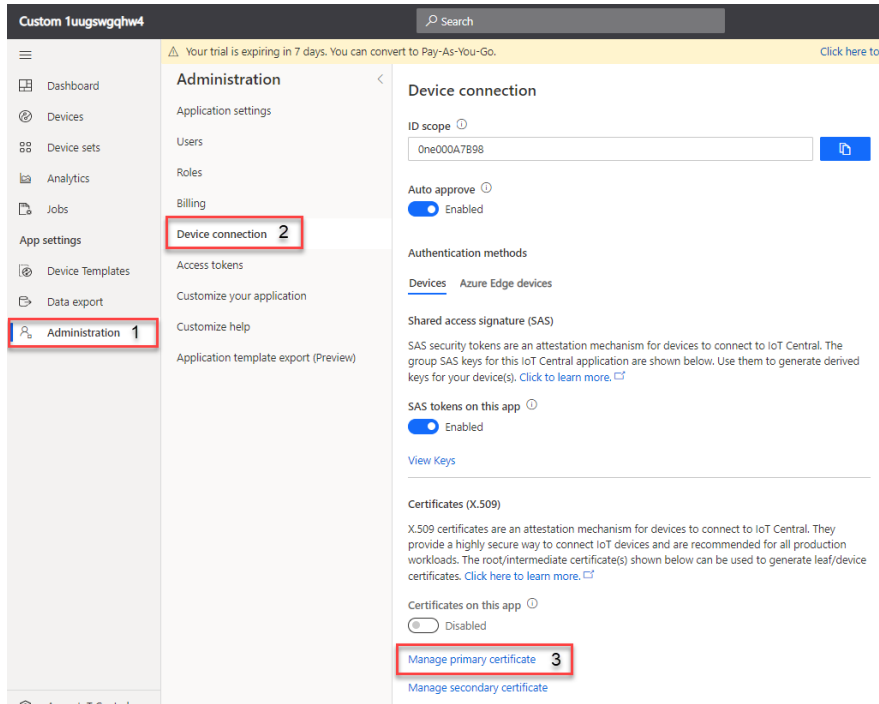 Custom 1uugswgqhw4
Search
Your trial is expiring in 7 days. You can convert to Pay-As-You-Go.
Click here to
Dashboard
Devices
Device sets
Analytics
Jobs
App settings
Device Templates
Data export
Administration 1
Administration
Application settings
Users
Roles
Billing
Device connection 2
Access tokens
Customize your application
Customize help
Application template export (Preview)
Device connection
ID scope
0ne000A7B98
Auto approve
Enabled
Authentication methods
Devices Azure Edge devices
Shared access signature (SAS)
SAS security tokens are an attestation mechanism for devices to connect to IoT Central. The
group SAS keys for this IoT Central application are shown below. Use them to generate derived
keys for your device(s). Click to learn more.
SAS tokens on this app
Enabled
View Keys
Certificates (X.509)
X.509 certificates are an attestation mechanism for devices to connect to IoT Central. They
provide a highly secure way to connect IoT devices and are recommended for all production
workloads. The root/intermediate certificate(s) shown below can be used to generate leaf/device
certificates. Click here to learn more.
Certificates on this app
Disabled
Manage primary certificate 3
Manage secondary certificate